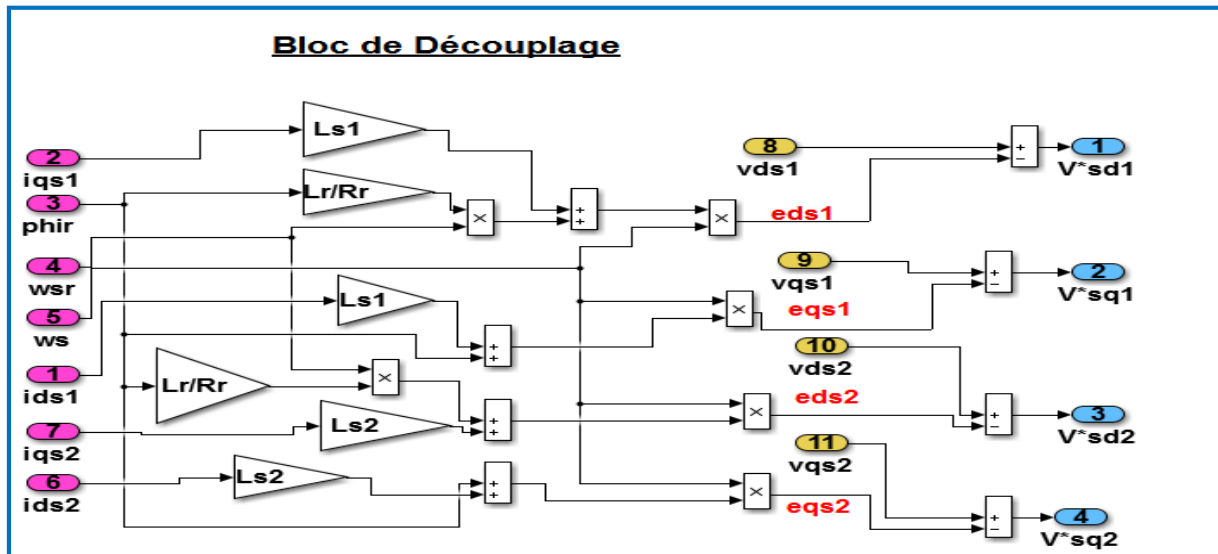 Bloc de Découplage
2
iqs1
3
phir
4
wsr
5
ws
1
ids1
7
iqs2
6
ids2
Ls1
Lr/Rr
×
+
+
×
eds1
8
vds1
+
−
1
V*sd1
Ls1
+
+
×
eqs1
9
vqs1
+
−
2
V*sq1
Lr/Rr
×
Ls2
+
+
×
eds2
10
vds2
+
−
3
V*sd2
Ls2
+
+
×
eqs2
11
vqs2
+
−
4
V*sq2